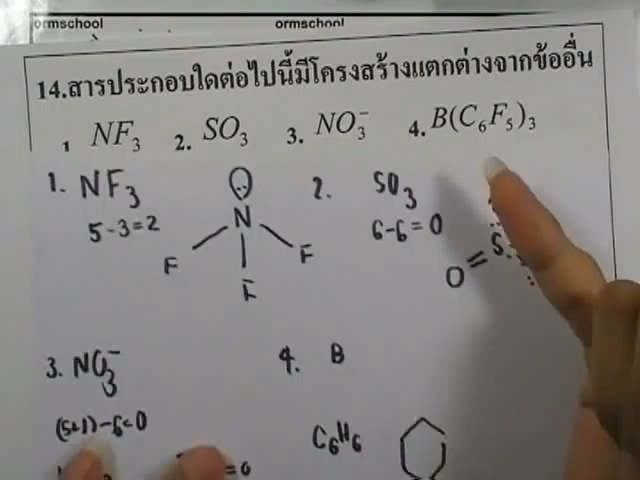 ormschool ormschool
14.สารประกอบใดต่อไปนี้มีโครงสร้างแตกต่างจากข้ออื่น
1 NF3 2. SO3 3. NO3- 4. B(C6F5)3
1. NF3 2. SO3
5-3=2 6-6=0
N S
F F O
F
3. NO3- 4. B
C6H6
=0